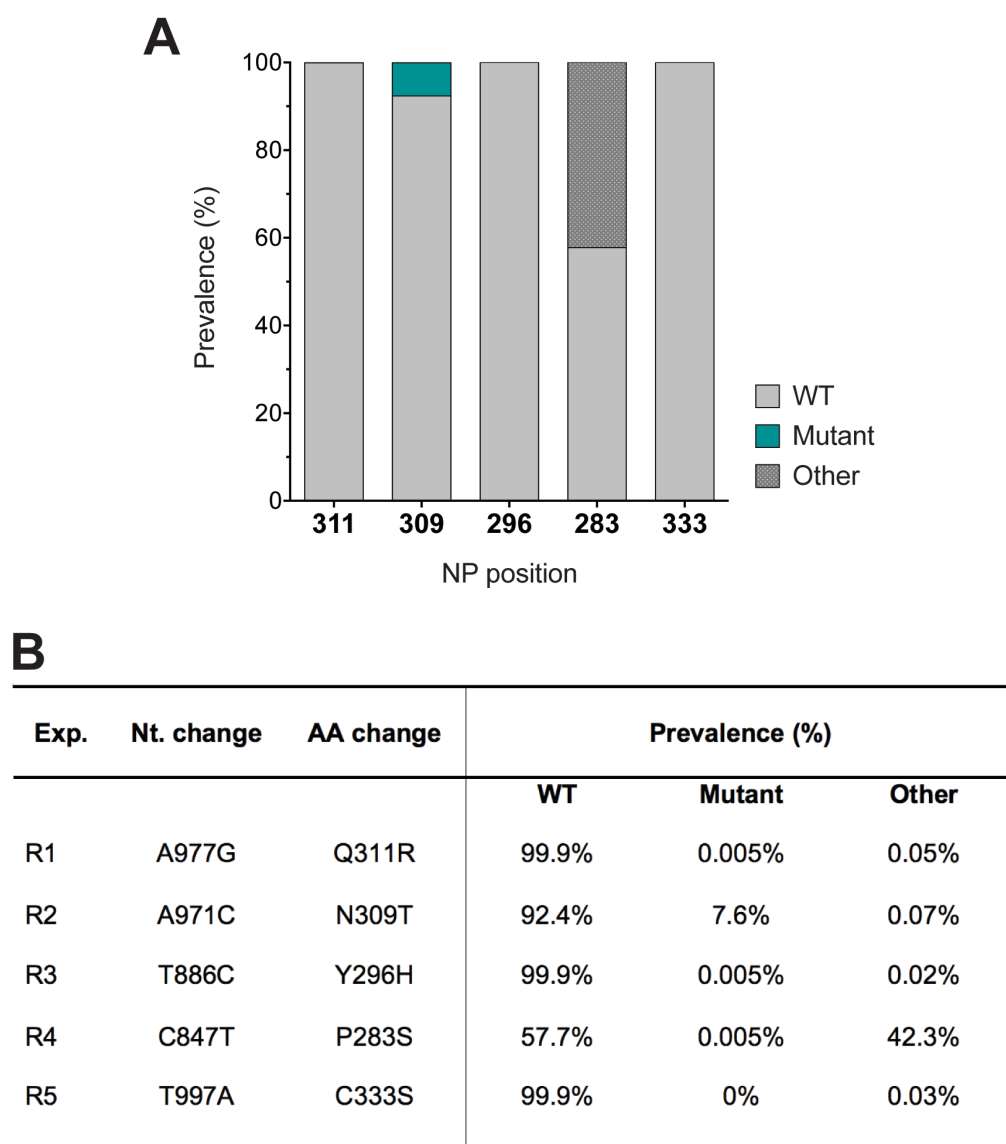 A
100
80
60
40
20
0
Prevalence (%)
311 309 296 283 333
NP position
WT
Mutant
Other
B
Exp. Nt. change AA change Prevalence (%)
WT Mutant Other
R1 A977G Q311R 99.9% 0.005% 0.05%
R2 A971C N309T 92.4% 7.6% 0.07%
R3 T886C Y296H 99.9% 0.005% 0.02%
R4 C847T P283S 57.7% 0.005% 42.3%
R5 T997A C333S 99.9% 0% 0.03%